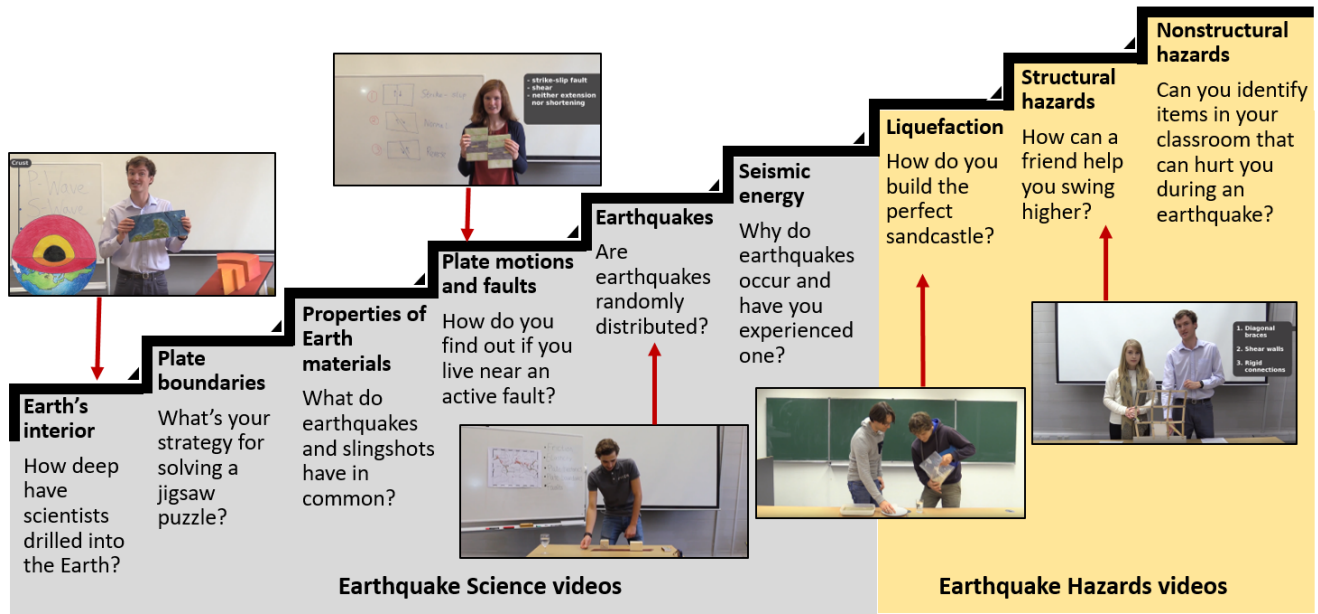 Earth's
interior
How deep
have
scientists
drilled into
the Earth?
Plate
boundaries
What's your
strategy for
solving a
jigsaw
puzzle?
Properties of
Earth
materials
What do
earthquakes
and slingshots
have in
common?
Plate motions
and faults
How do you
find out if you
live near an
active fault?
Earthquakes
Are
earthquakes
randomly
distributed?
Seismic
energy
Why do
earthquakes
occur and
have you
experienced
one?
Liquefaction
How do you
build the
perfect
sandcastle?
Structural
hazards
How can a
friend help
you swing
higher?
Nonstructural
hazards
Can you identify
items in your
classroom that
can hurt you
during an
earthquake?
Crust
P-Wave
- strike-slip fault
- shear
- neither extension
nor shortening
Strike-slip
1. Diagonal
braces
2. Shear walls
3. Rigid
connections
Earthquake Science videos
Earthquake Hazards videos